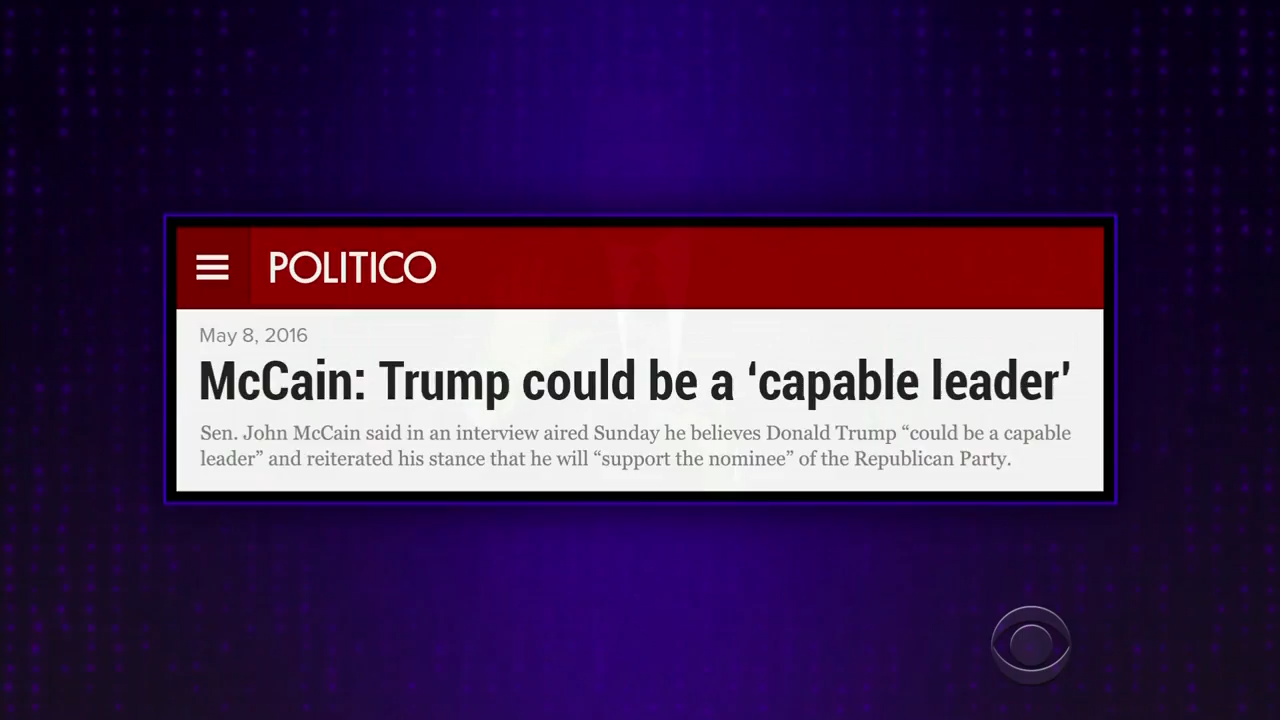 POLITICO
May 8, 2016
McCain: Trump could be a ‘capable leader’
Sen. John McCain said in an interview aired Sunday he believes Donald Trump “could be a capable
leader” and reiterated his stance that he will “support the nominee” of the Republican Party.